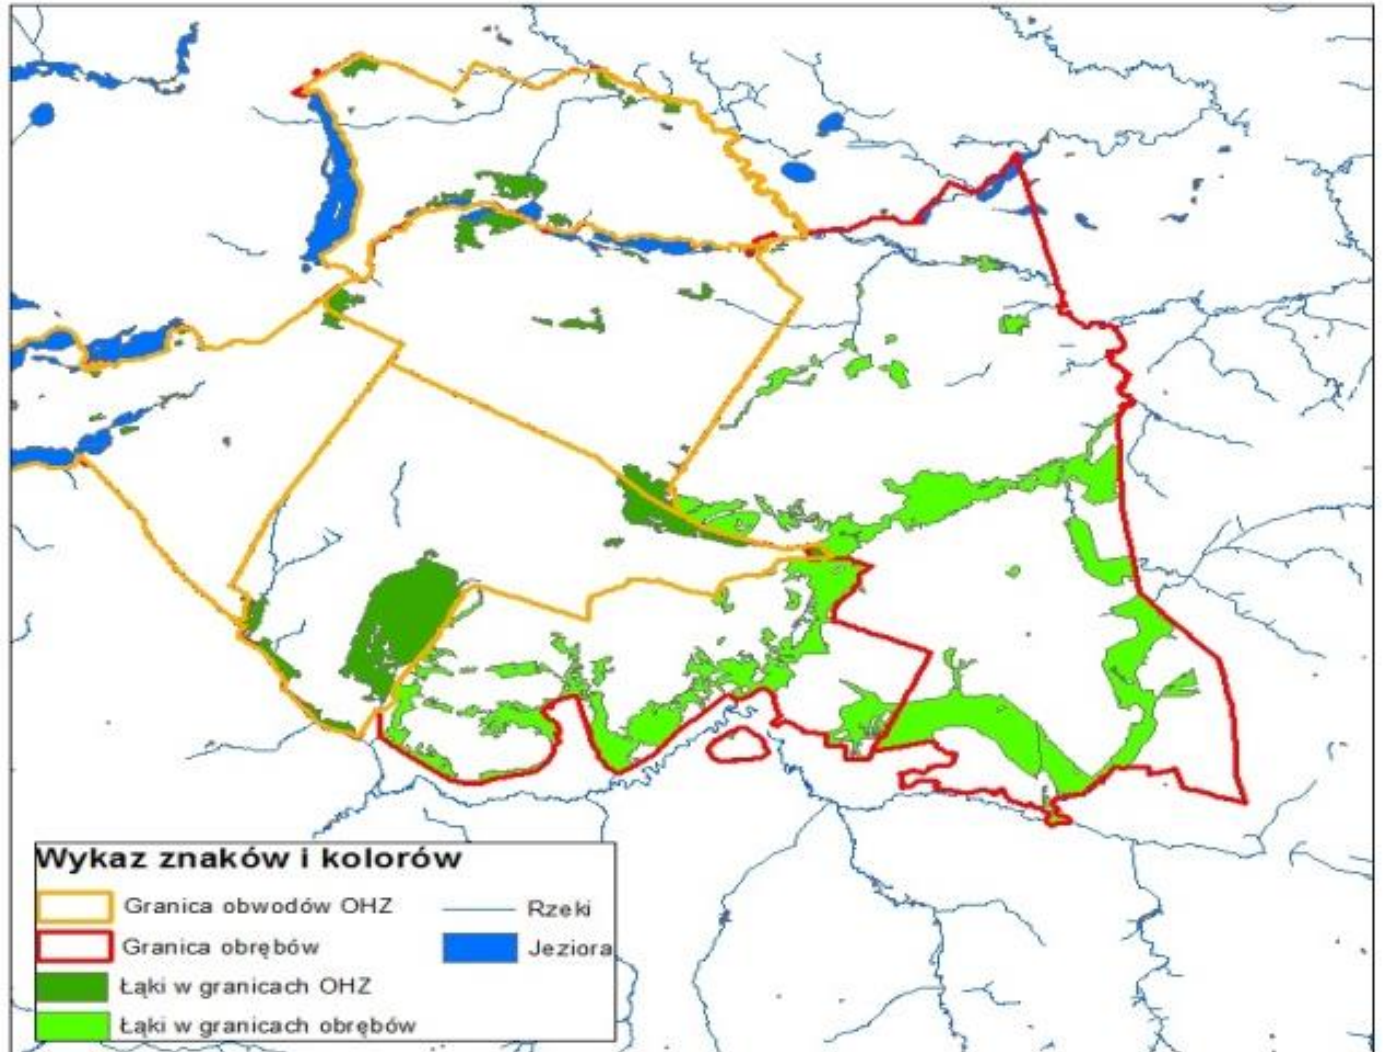 Wykaz znaków i kolorów
Granica obwodów OHZ
Rzeki
Granica obrębów
Jeziora
Łąki w granicach OHZ
Łąki w granicach obrębów